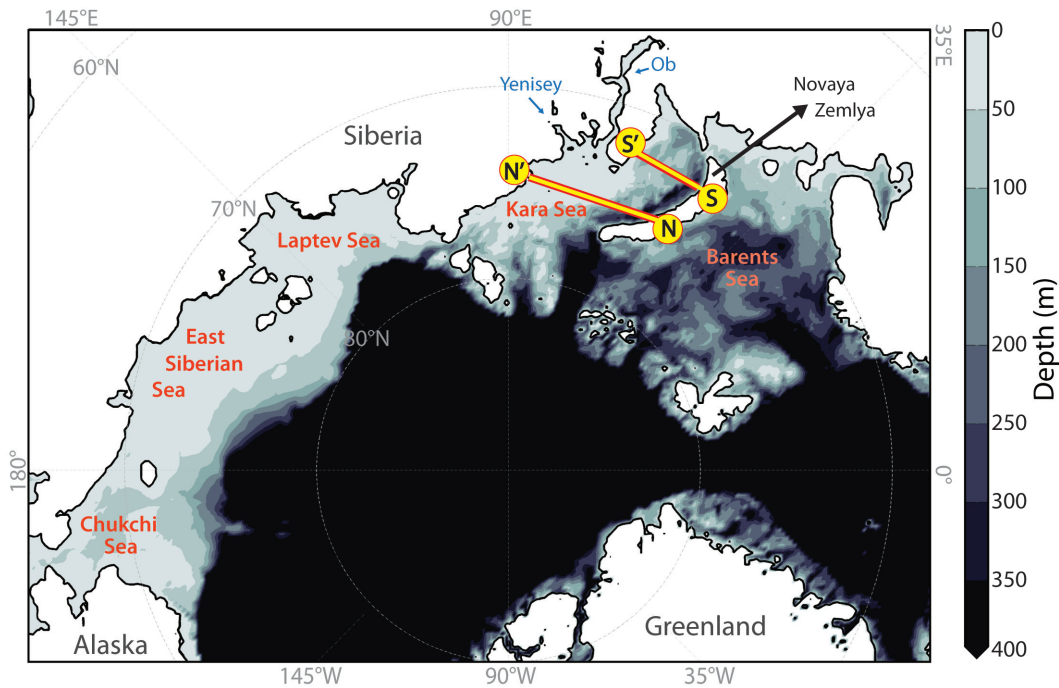 145°E
90°E
35°E
60°N
Ob
Yenisey
Novaya
Zemlya
Siberia
S'
N'
S
Kara Sea
N
70°N
Laptev Sea
Barents
Sea
80°N
East
Siberian
Sea
180°
0°
Chukchi
Sea
Alaska
Greenland
145°W
90°W
35°W
0
50
100
150
200
250
300
350
400
Depth (m)